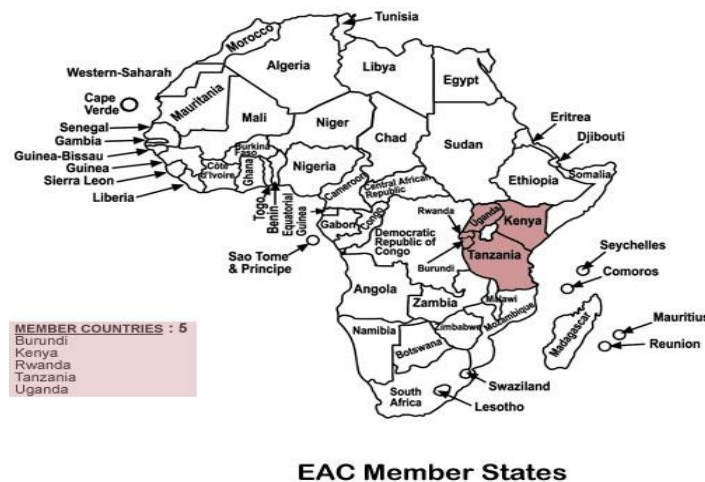 Tunisia
Morocco
Algeria
Libya
Egypt
Western-Saharah
Cape
Verde
Mauritania
Mali
Niger
Chad
Sudan
Eritrea
Djibouti
Senegal
Gambia
Guinea-Bissau
Guinea
Sierra Leon
Liberia
Burkina
Faso
Côte
d'Ivoire
Ghana
Togo
Benin
Nigeria
Cameroon
Central African
Republic
Ethiopia
Somalia
Equatorial
Guinea
Gabon
Congo
Sao Tome
& Principe
Democratic
Republic of
Congo
Rwanda
Uganda
Kenya
Burundi
Tanzania
Seychelles
Comoros
Angola
Zambia
Malawi
Mozambique
Madagascar
Mauritius
Reunion
Namibia
Zimbabwe
Botswana
Swaziland
South
Africa
Lesotho
MEMBER COUNTRIES : 5
Burundi
Kenya
Rwanda
Tanzania
Uganda
EAC Member States